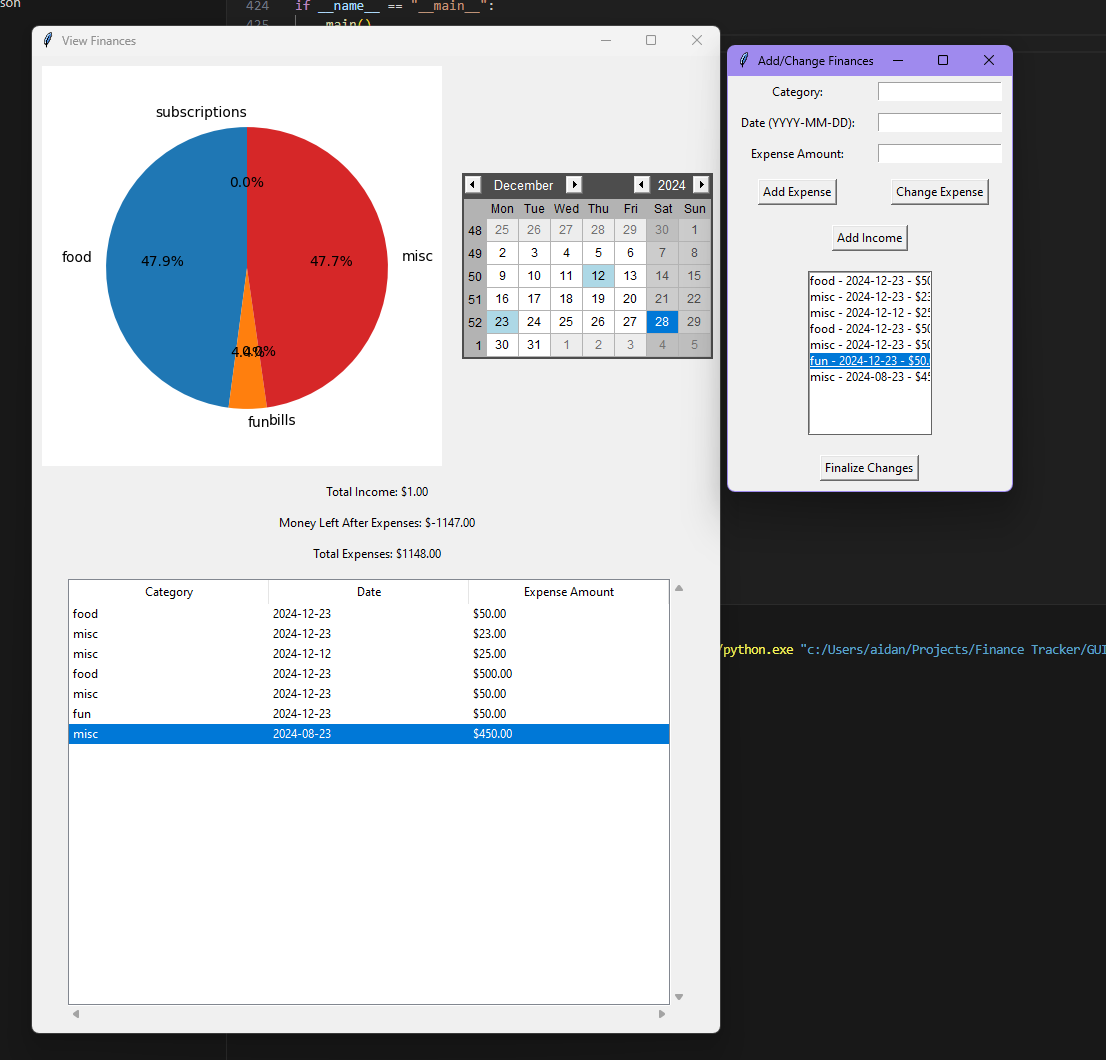 son
424 if __name__ == "__main__":
425 main()
View Finances
subscriptions
0.0%
food
47.9%
47.7%
misc
4.4%
0.0%
fun
bills
December 2024
Mon Tue Wed Thu Fri Sat Sun
48 25 26 27 28 29 30 1
49 2 3 4 5 6 7 8
50 9 10 11 12 13 14 15
51 16 17 18 19 20 21 22
52 23 24 25 26 27 28 29
1 30 31 1 2 3 4 5
Total Income: $1.00
Money Left After Expenses: $-1147.00
Total Expenses: $1148.00
Category Date Expense Amount
food 2024-12-23 $50.00
misc 2024-12-23 $23.00
misc 2024-12-12 $25.00
food 2024-12-23 $500.00
misc 2024-12-23 $50.00
fun 2024-12-23 $50.00
misc 2024-08-23 $450.00
Add/Change Finances
Category:
Date (YYYY-MM-DD):
Expense Amount:
Add Expense
Change Expense
Add Income
food - 2024-12-23 - $50
misc - 2024-12-23 - $23
misc - 2024-12-12 - $25
food - 2024-12-23 - $50
misc - 2024-12-23 - $50
fun - 2024-12-23 - $50.
misc - 2024-08-23 - $45
Finalize Changes
/python.exe "c:/Users/aidan/Projects/Finance Tracker/GUI